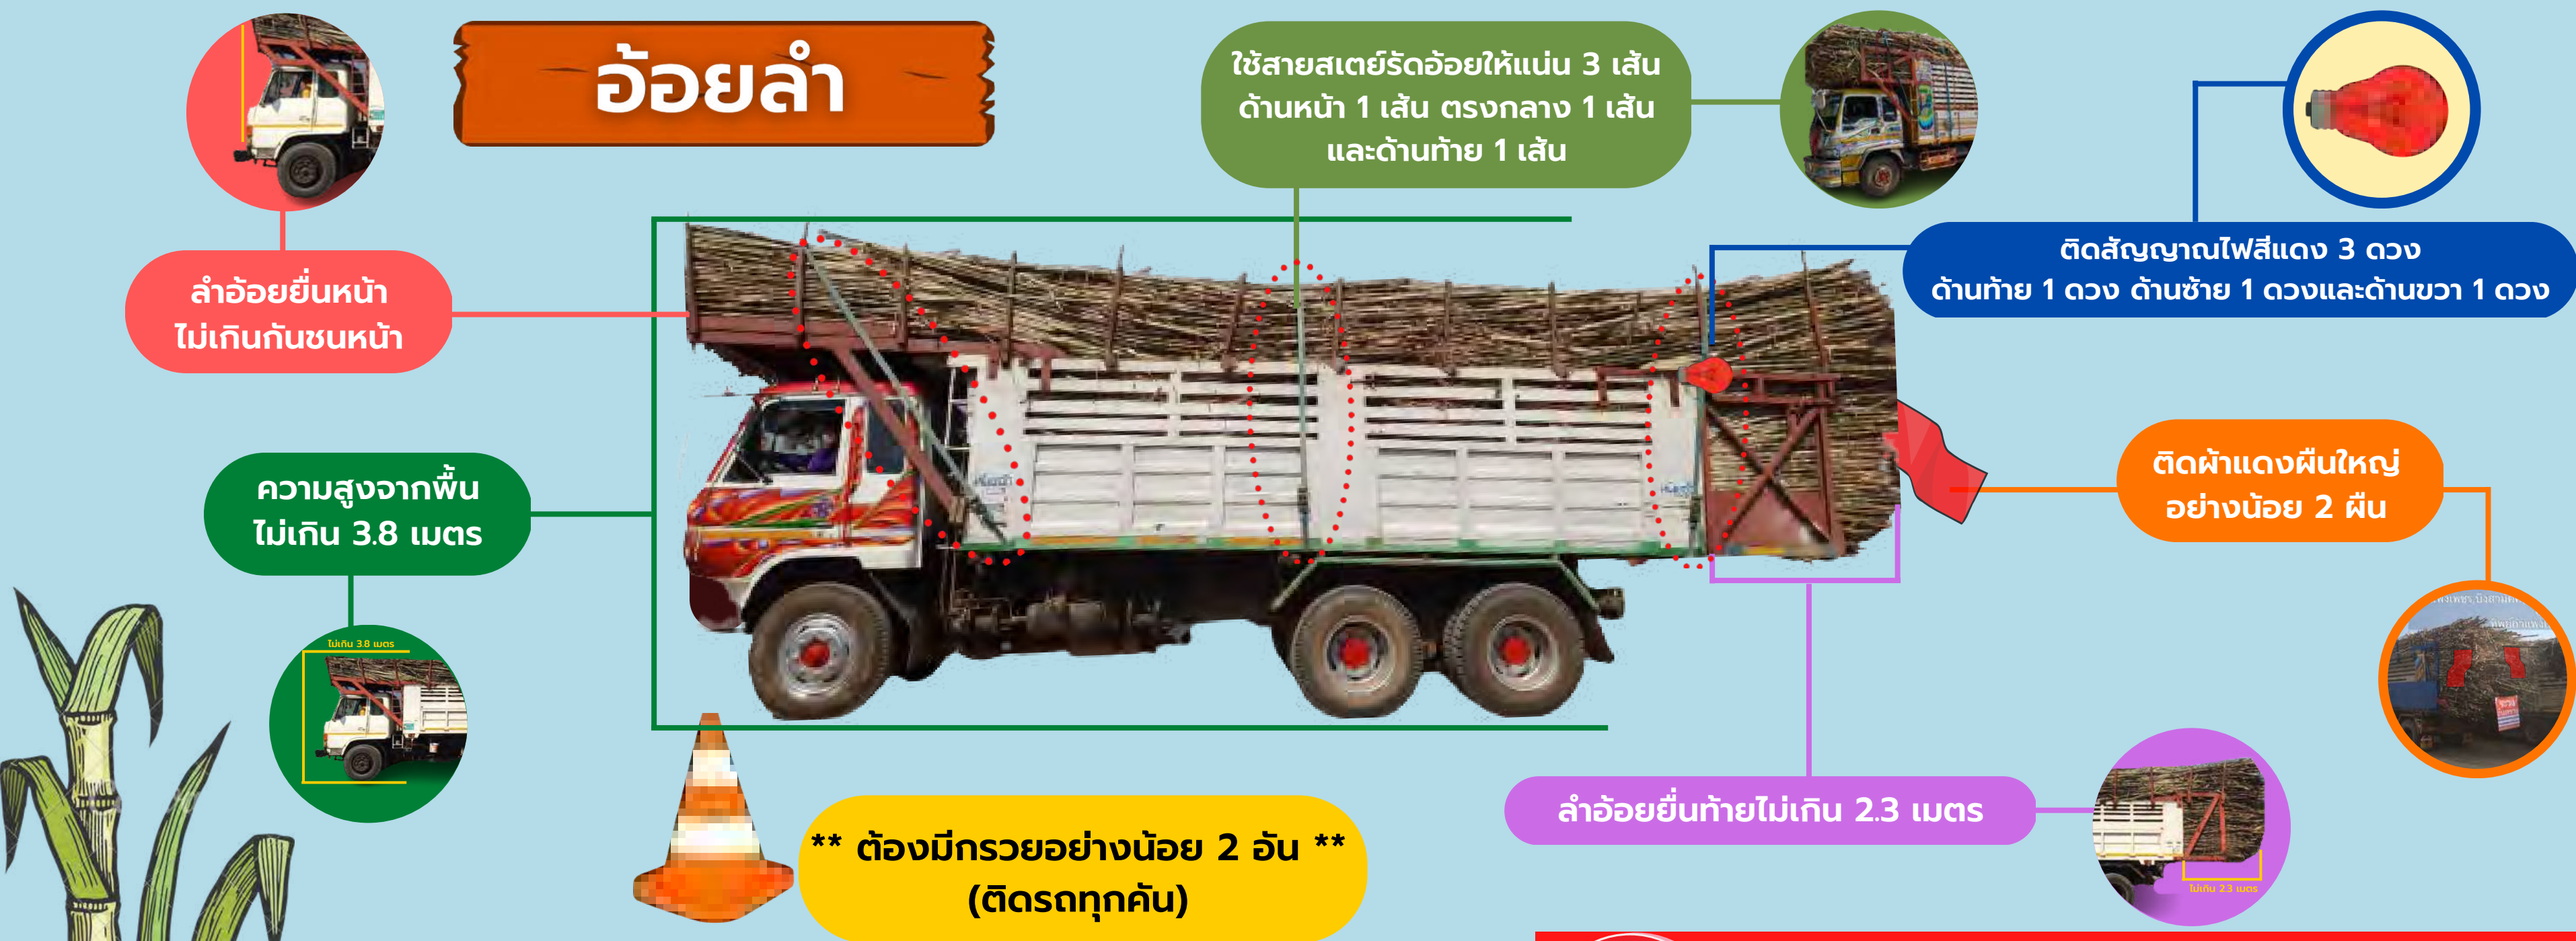 อ้อยลำ
ใช้สายสเตย์รัดอ้อยให้แน่น 3 เส้น
ด้านหน้า 1 เส้น ตรงกลาง 1 เส้น
และด้านท้าย 1 เส้น
ติดสัญญาณไฟสีแดง 3 ดวง
ด้านท้าย 1 ดวง ด้านซ้าย 1 ดวงและด้านขวา 1 ดวง
ลำอ้อยยื่นหน้า
ไม่เกินกันชนหน้า
ความสูงจากพื้น
ไม่เกิน 3.8 เมตร
ไม่เกิน 3.8 เมตร
ติดผ้าแดงผืนใหญ่
อย่างน้อย 2 ผืน
ลำอ้อยยื่นท้ายไม่เกิน 2.3 เมตร
ไม่เกิน 2.3 เมตร
** ต้องมีกรวยอย่างน้อย 2 อัน **
(ติดรถทุกคัน)